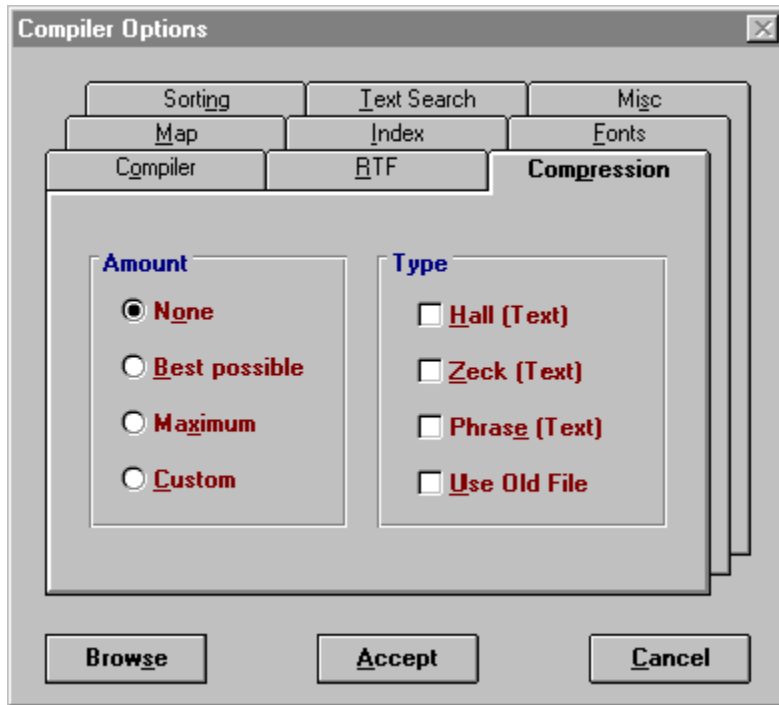 Compiler Options
Sorting Text Search Misc
Map Index Fonts
Compiler RTF Compression
Amount Type
None Hall (Text)
Best possible Zeck (Text)
Maximum Phrase (Text)
Custom Use Old File
Browse Accept Cancel